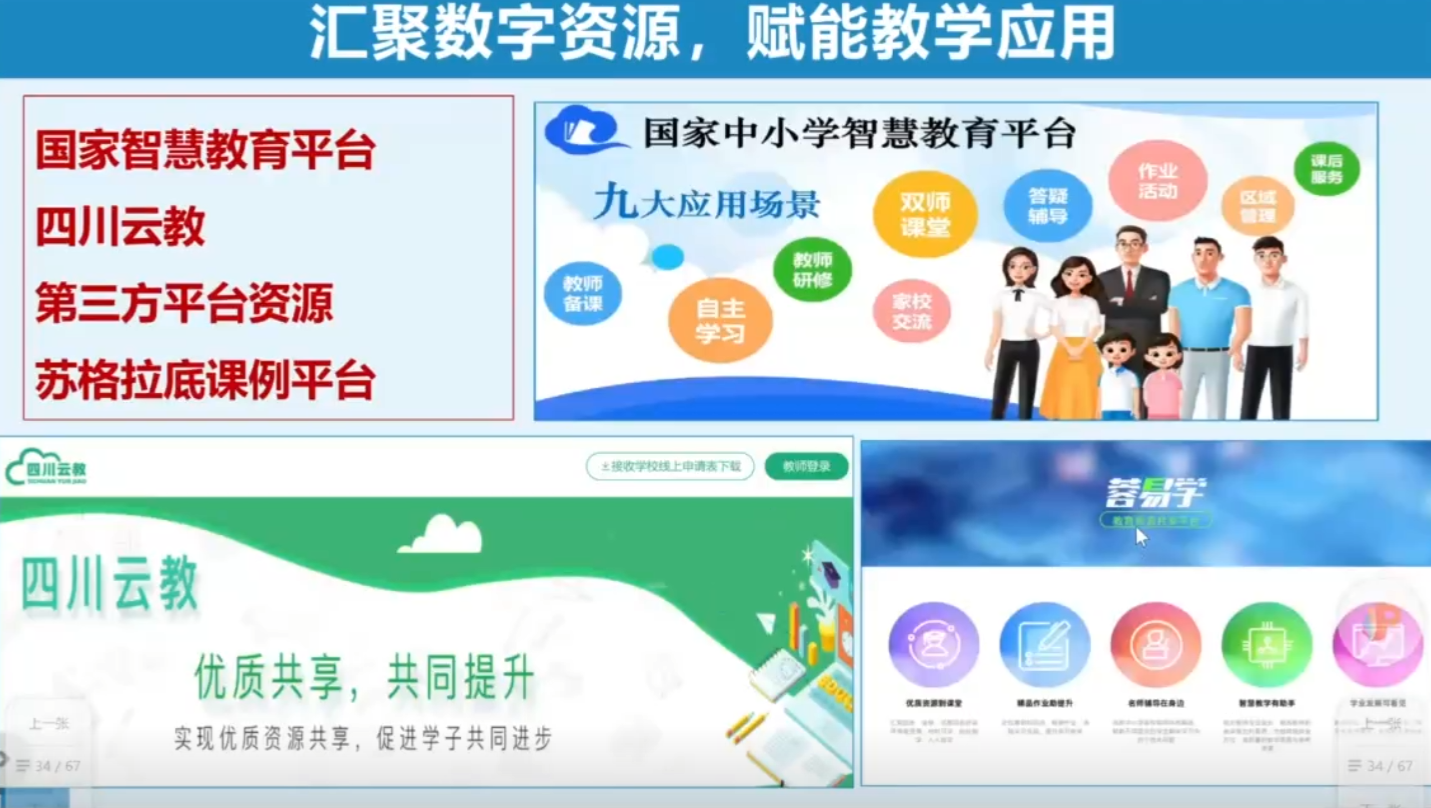 汇聚数字资源，赋能教学应用
国家智慧教育平台
四川云教
第三方平台资源
苏格拉底课例平台
国家中小学智慧教育平台
九大应用场景
教师
备课
自主
学习
教师
研修
双师
课堂
家校
交流
答疑
辅导
作业
活动
区域
管理
课后
服务
四川云教
SICHUAN YUN JIAO
接收学校线上申请表下载
教师登录
四川云教
优质共享，共同提升
实现优质资源共享，促进学子共同进步
蓉易学
优质资源到课堂
精品作业助提升
名师辅导在身边
智慧教学有助手
学业发展可看见
上一张
34 / 67
上一张
34 / 67